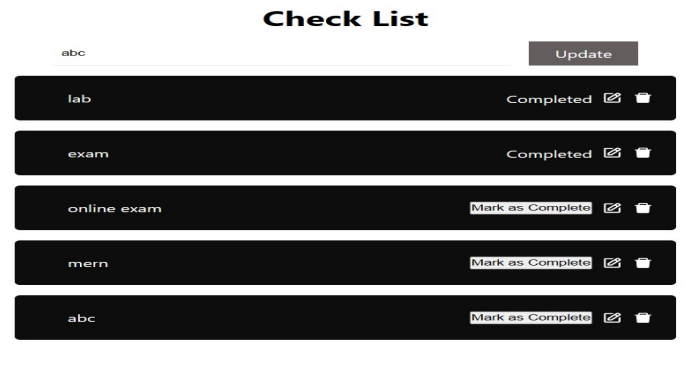 Check List
abc Update
lab Completed
exam Completed
online exam Mark as Complete
mern Mark as Complete
abc Mark as Complete